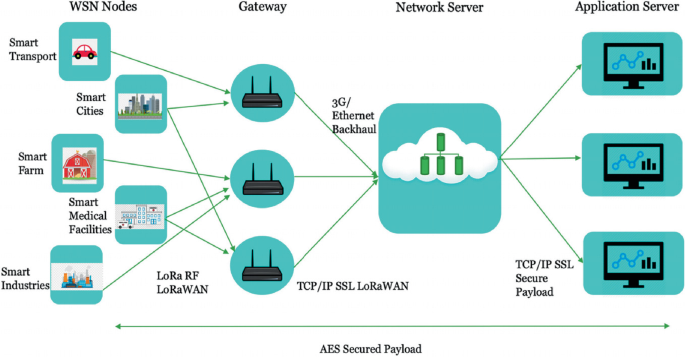 WSN Nodes
Gateway
Network Server
Application Server
Smart
Transport
Smart
Cities
Smart
Farm
Smart
Medical
Facilities
Smart
Industries
3G/
Ethernet
Backhaul
LoRa RF
LoRaWAN
TCP/IP SSL LoRaWAN
TCP/IP SSL
Secure
Payload
AES Secured Payload